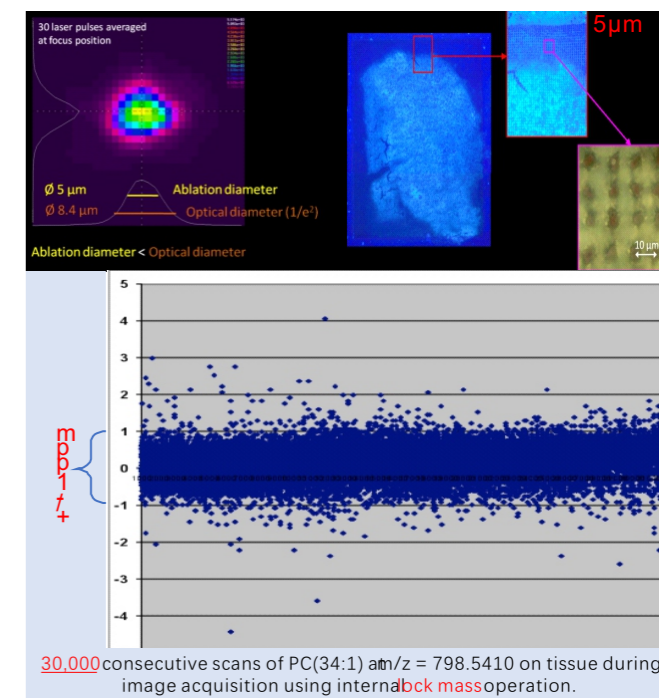 30 laser pulses averaged
at focus position
5µm
Ø 5 µm
Ablation diameter
Ø 8.4 µm
Optical diameter (1/e²)
Ablation diameter < Optical diameter
10 µm
5
4
3
2
1
0
-1
-2
-3
-4
+/-1ppm
30,000 consecutive scans of PC(34:1) at m/z = 798.5410 on tissue during
image acquisition using internal lock mass operation.